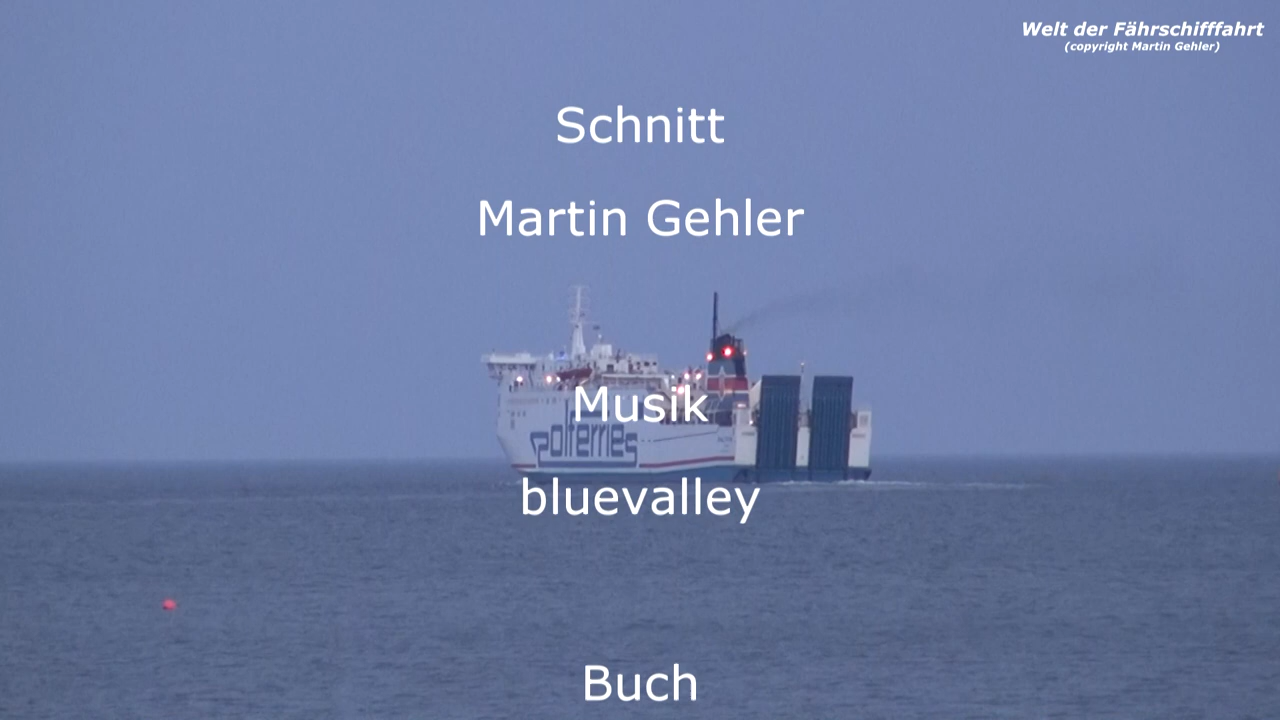 Welt der Fährschifffahrt
(copyright Martin Gehler)
Schnitt
Martin Gehler
Musik
polferries
bluevalley
Buch